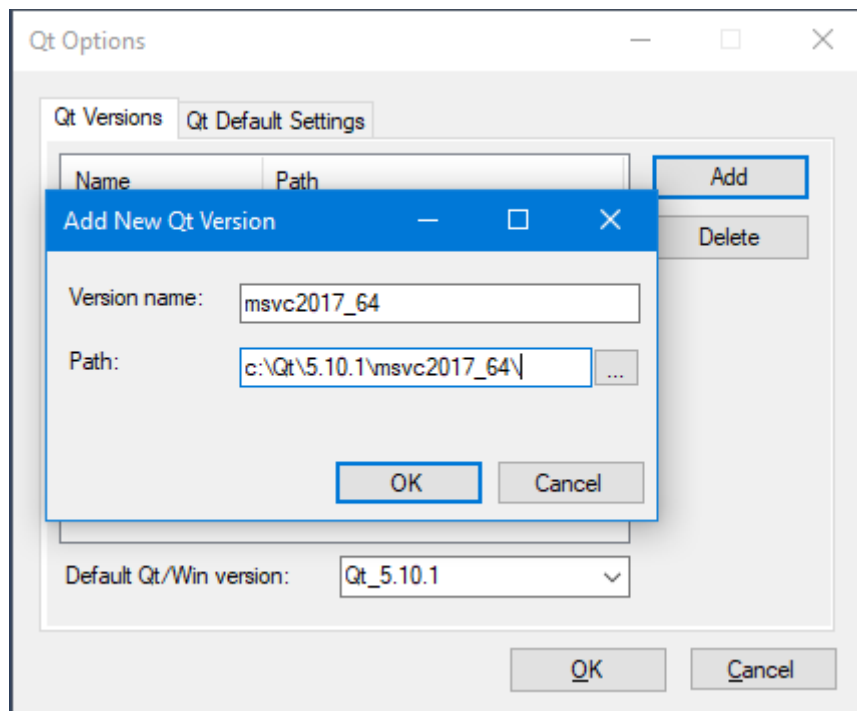 Qt Options
Qt Versions
Qt Default Settings
Name
Path
Add
Delete
Add New Qt Version
Version name:
msvc2017_64
Path:
c:\Qt\5.10.1\msvc2017_64\
...
OK
Cancel
Default Qt/Win version:
Qt_5.10.1
OK
Cancel